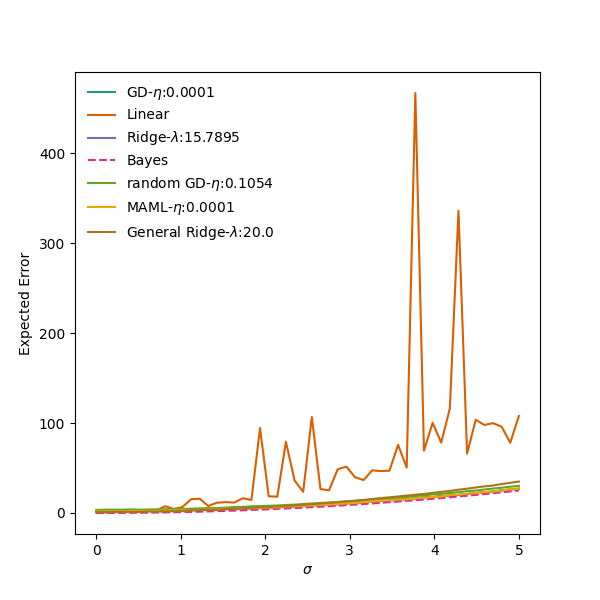 GD-η:0.0001
Linear
Ridge-λ:15.7895
Bayes
random GD-η:0.1054
MAML-η:0.0001
General Ridge-λ:20.0
Expected Error
400
300
200
100
0
0 1 2 3 4 5
σ